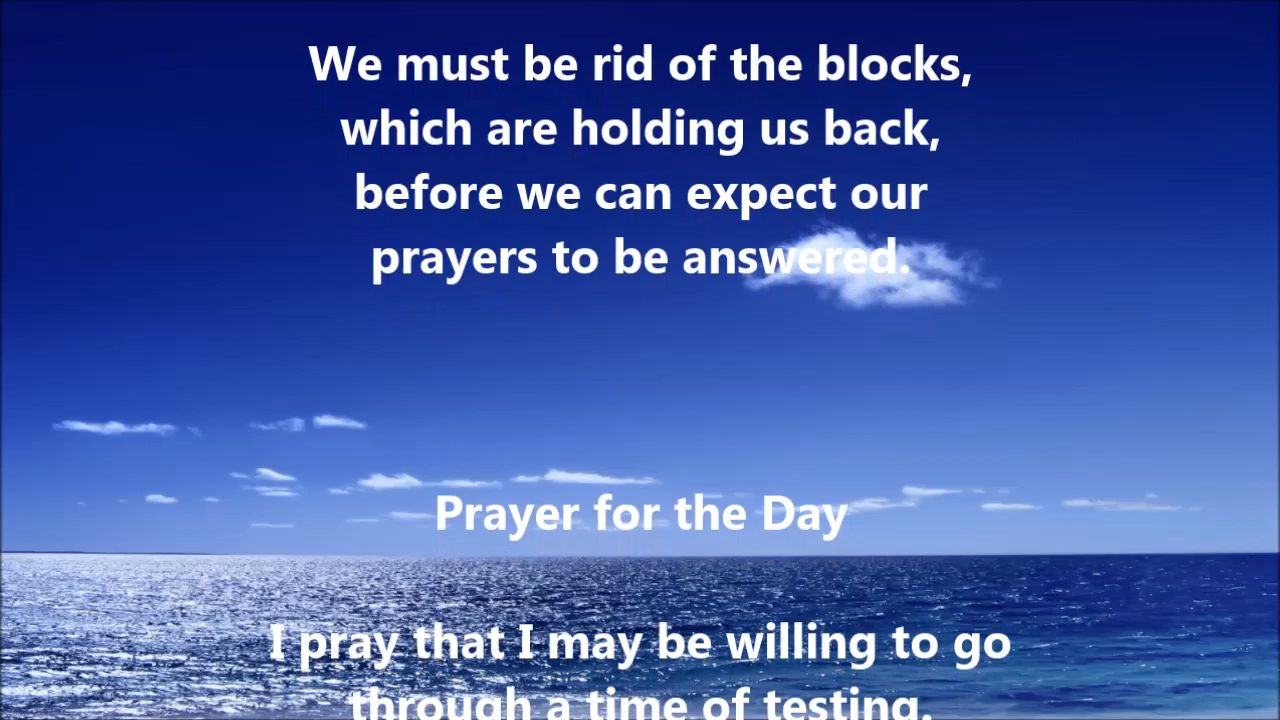 We must be rid of the blocks,
which are holding us back,
before we can expect our
prayers to be answered.
Prayer for the Day
I pray that I may be willing to go
through a time of testing.